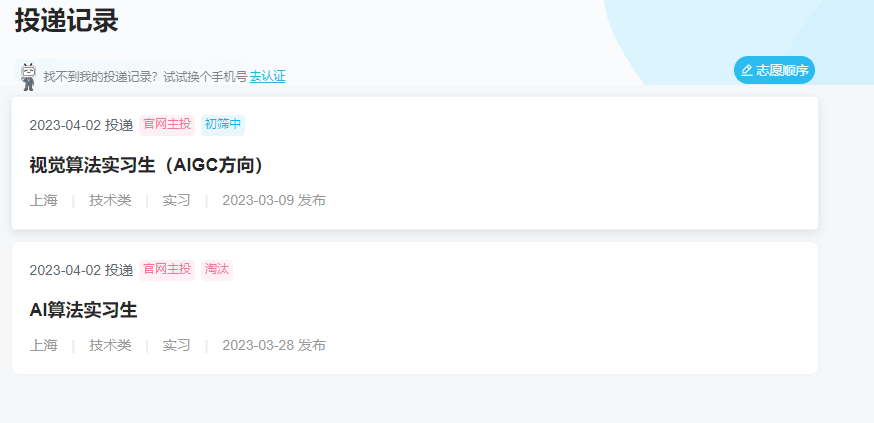 投递记录
找不到我的投递记录？试试换个手机号 去认证
志愿顺序
2023-04-02 投递 官网主投 初筛中
视觉算法实习生（AIGC方向）
上海 | 技术类 | 实习 | 2023-03-09 发布
2023-04-02 投递 官网主投 淘汰
AI算法实习生
上海 | 技术类 | 实习 | 2023-03-28 发布